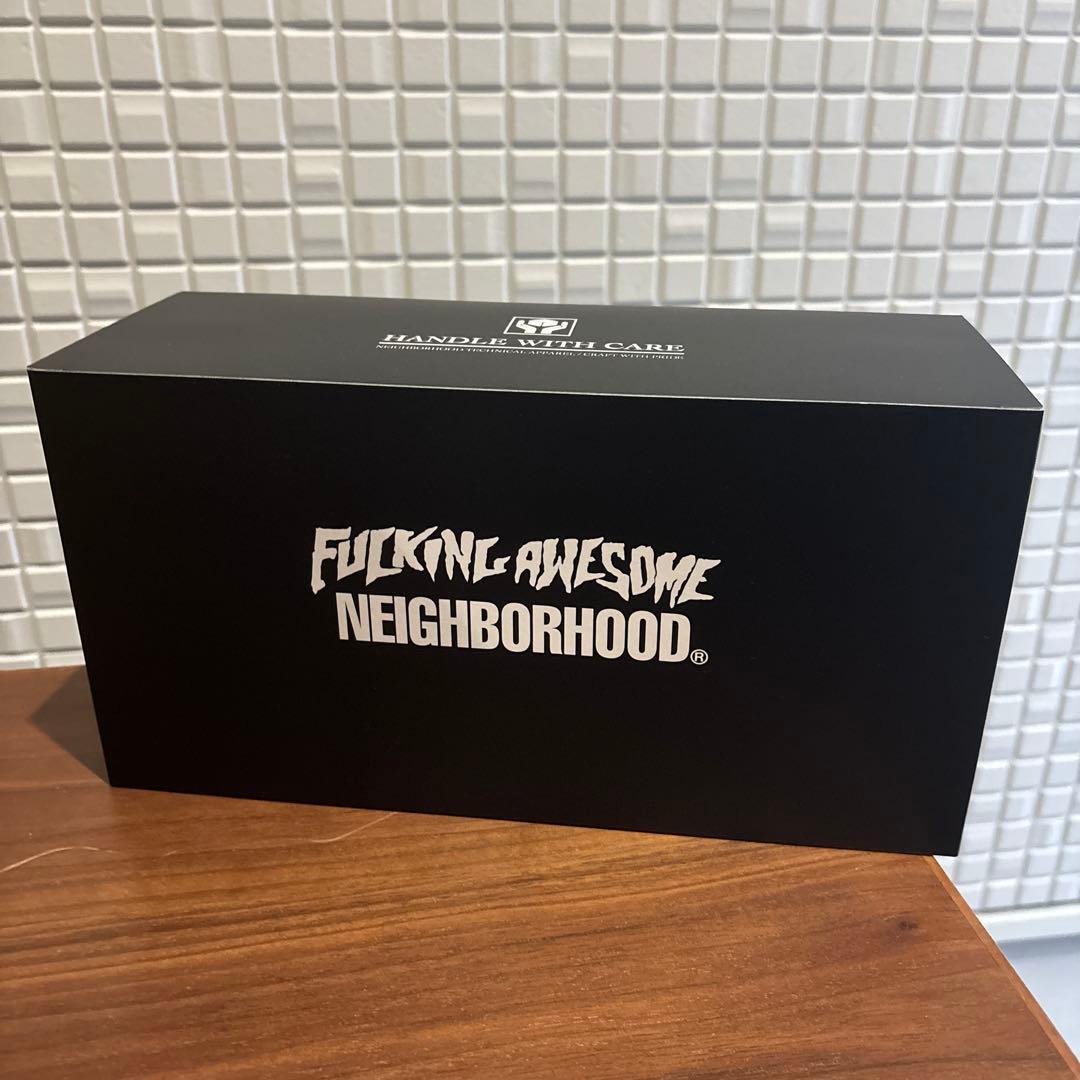 HANDLE WITH CARE
NEIGHBORHOOD TECHNICAL APPAREL / CRAFT WITH PRIDE
FUCKING AWESOME
NEIGHBORHOOD®